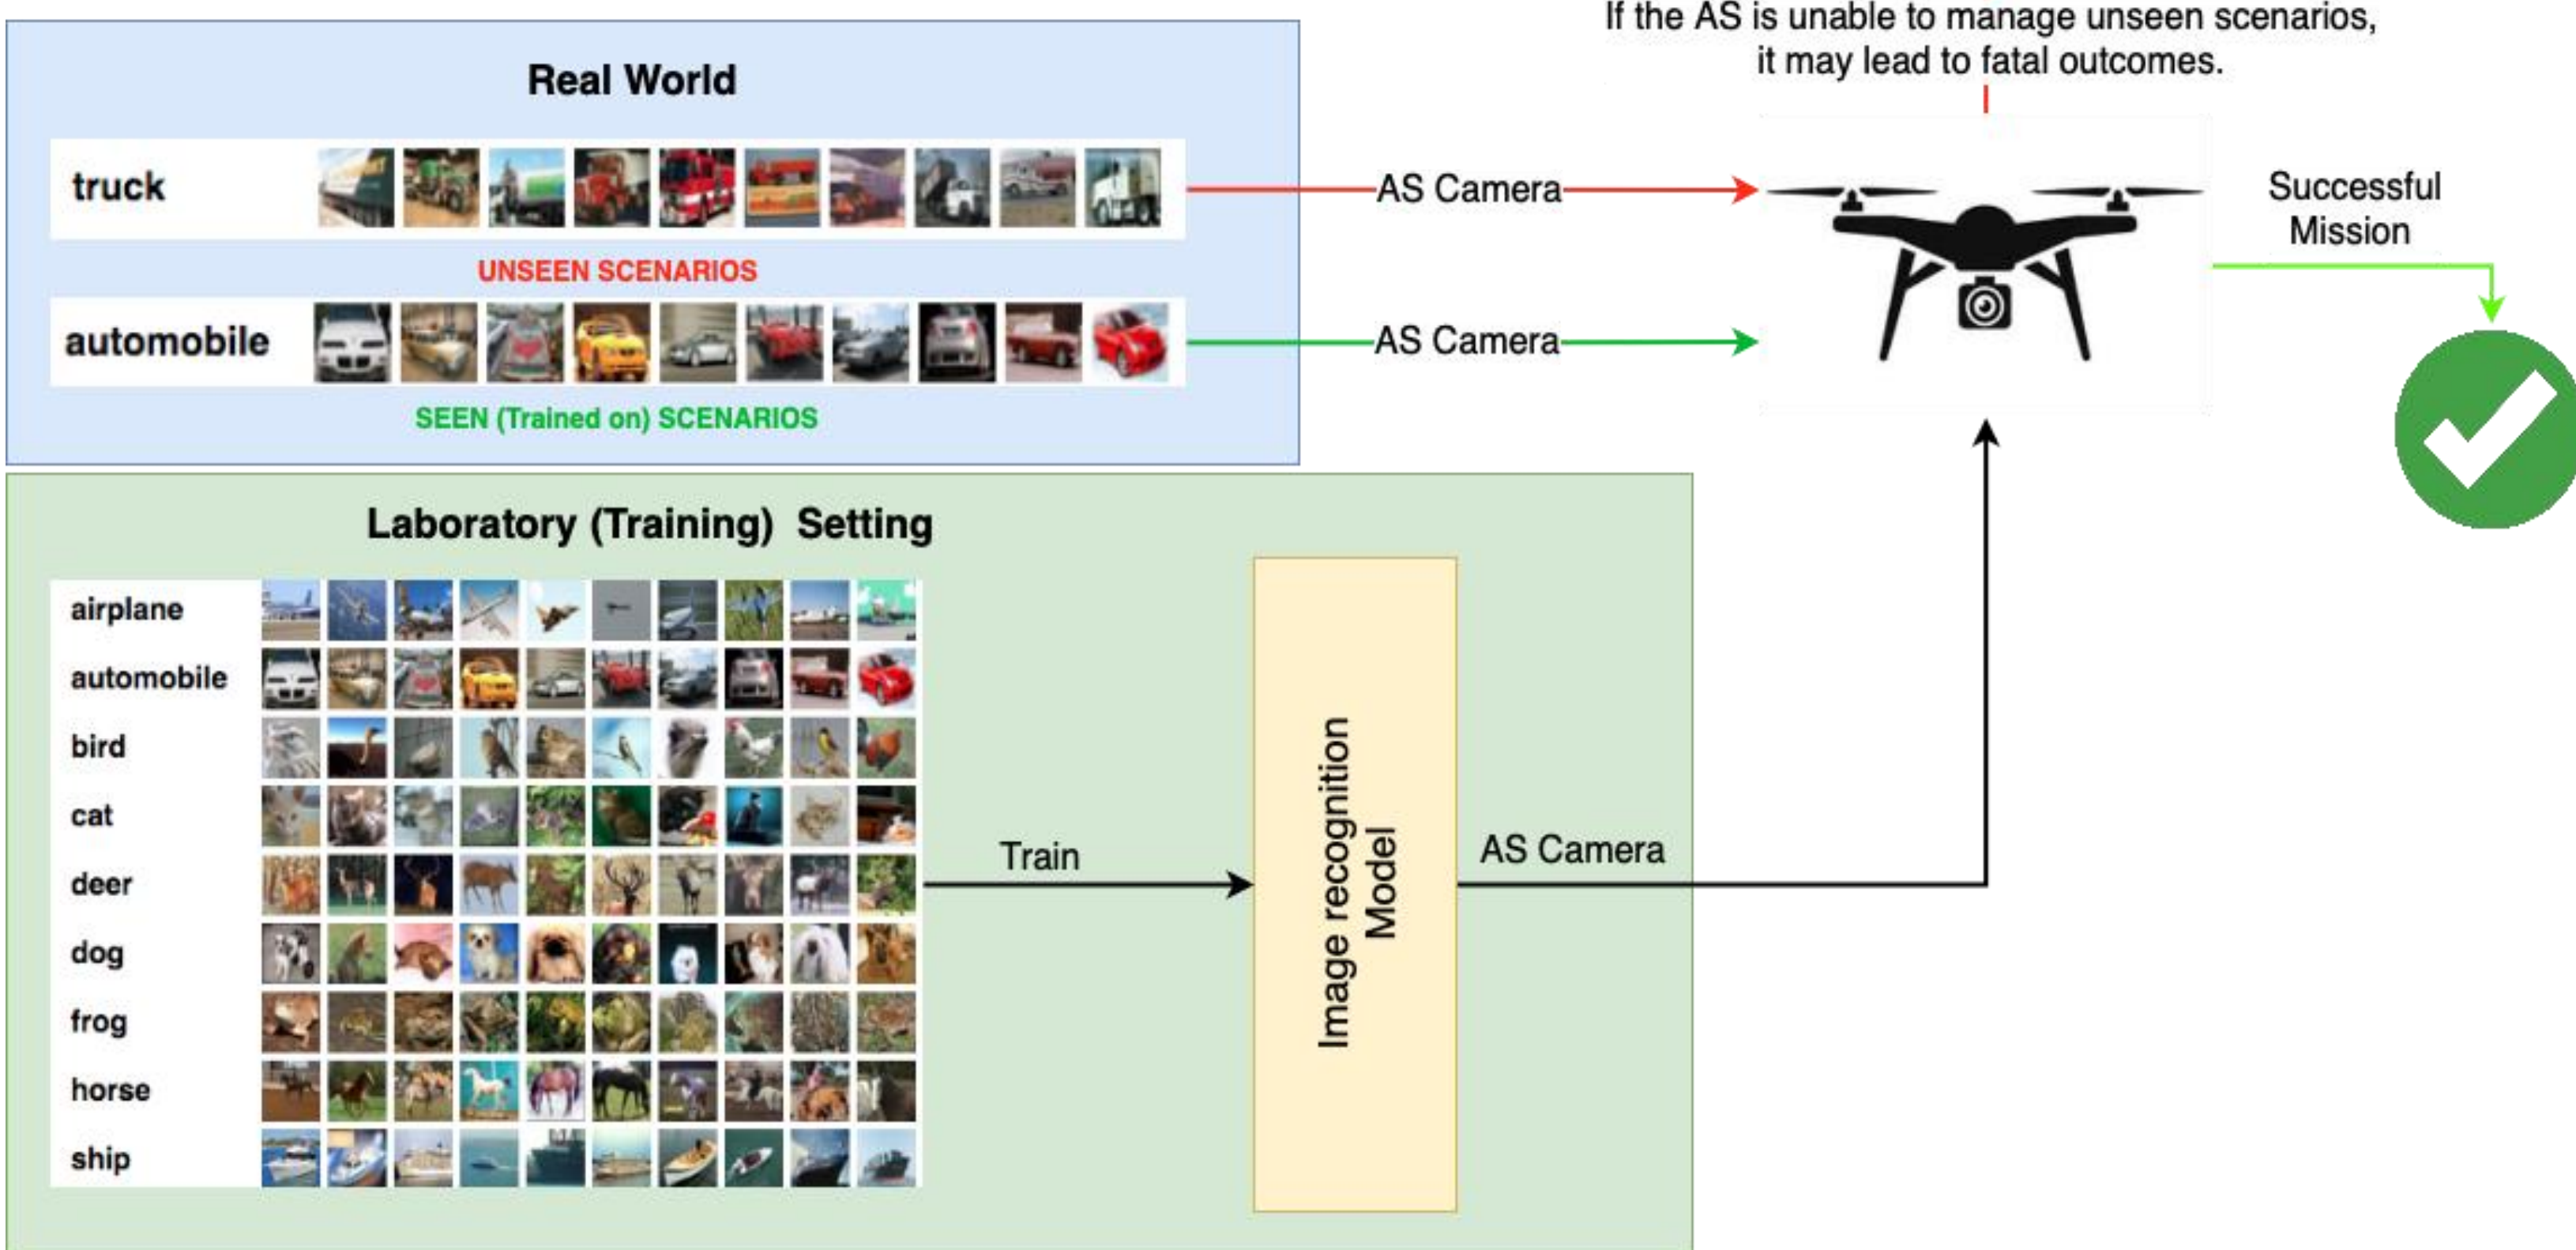 If the AS is unable to manage unseen scenarios,
it may lead to fatal outcomes.
Real World
truck
UNSEEN SCENARIOS
automobile
SEEN (Trained on) SCENARIOS
AS Camera
AS Camera
Successful
Mission
Laboratory (Training) Setting
airplane
automobile
bird
cat
deer
dog
frog
horse
ship
Train
Image recognition
Model
AS Camera